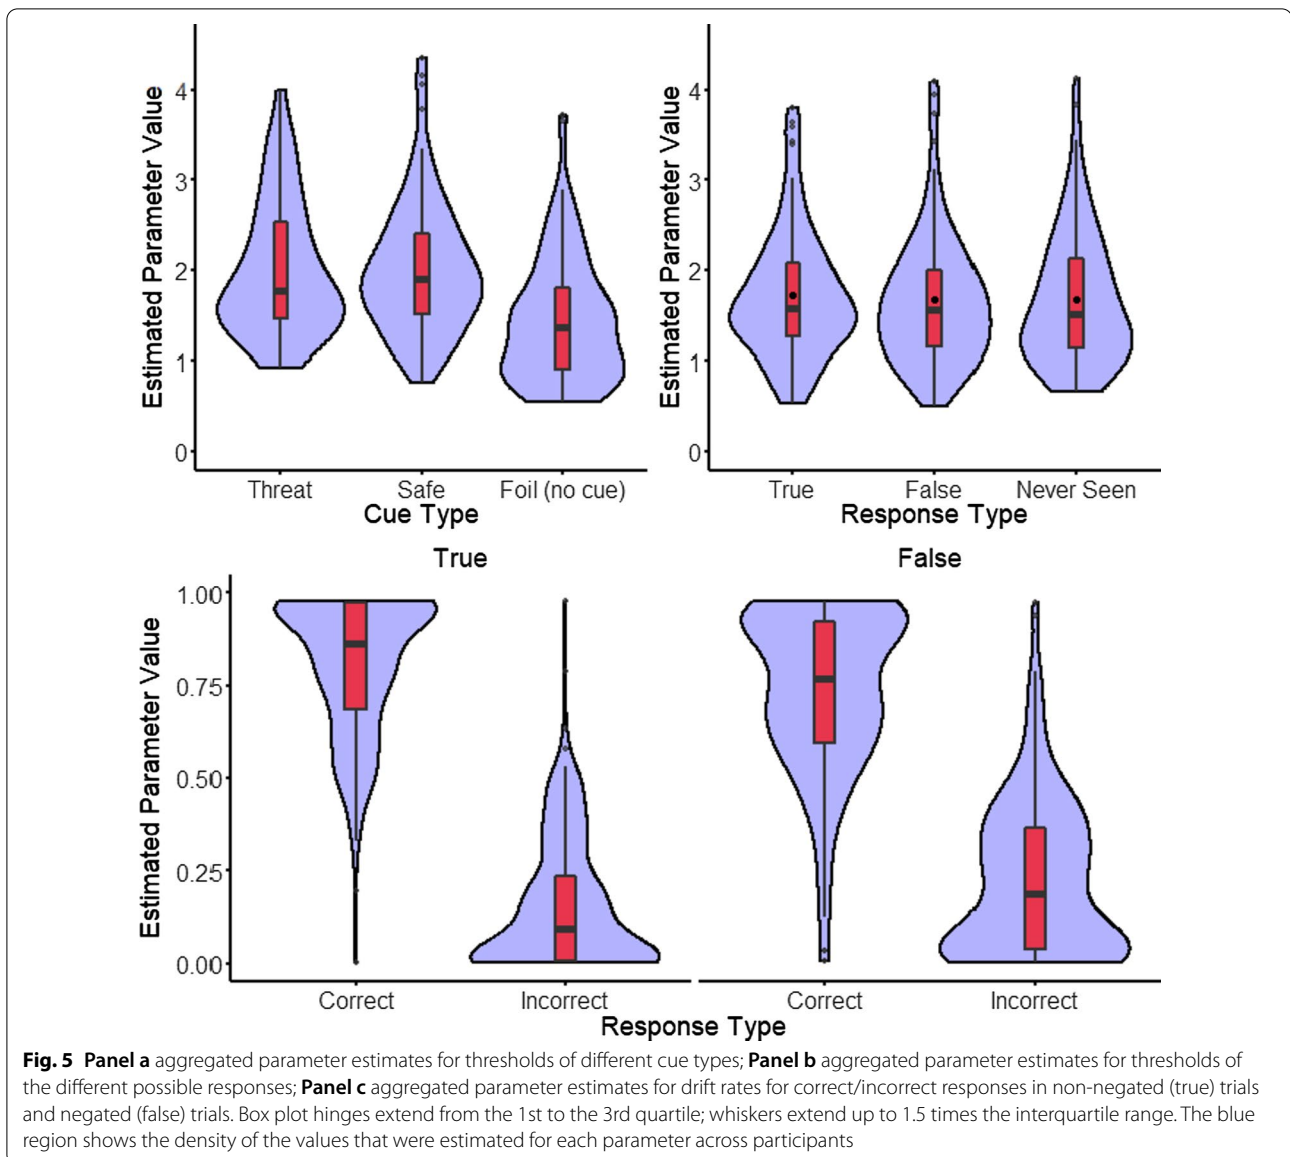 Estimated Parameter Value
4
3
2
1
0
Threat Safe Foil (no cue)
Cue Type
Estimated Parameter Value
4
3
2
1
0
True False Never Seen
Response Type
True False
Estimated Parameter Value
1.00
0.75
0.50
0.25
0.00
Correct Incorrect Correct Incorrect
Response Type
Fig. 5 Panel a aggregated parameter estimates for thresholds of different cue types; Panel b aggregated parameter estimates for thresholds of
the different possible responses; Panel c aggregated parameter estimates for drift rates for correct/incorrect responses in non-negated (true) trials
and negated (false) trials. Box plot hinges extend from the 1st to the 3rd quartile; whiskers extend up to 1.5 times the interquartile range. The blue
region shows the density of the values that were estimated for each parameter across participants